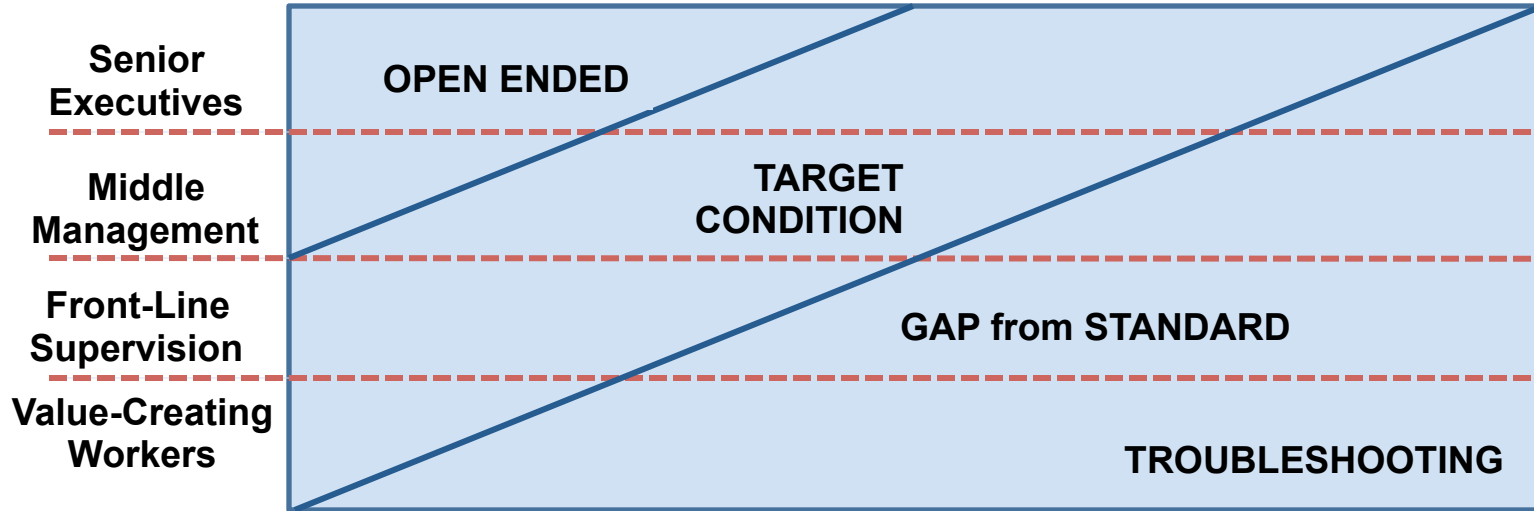 Senior
Executives
OPEN ENDED
Middle
Management
TARGET
CONDITION
Front-Line
Supervision
GAP from STANDARD
Value-Creating
Workers
TROUBLESHOOTING